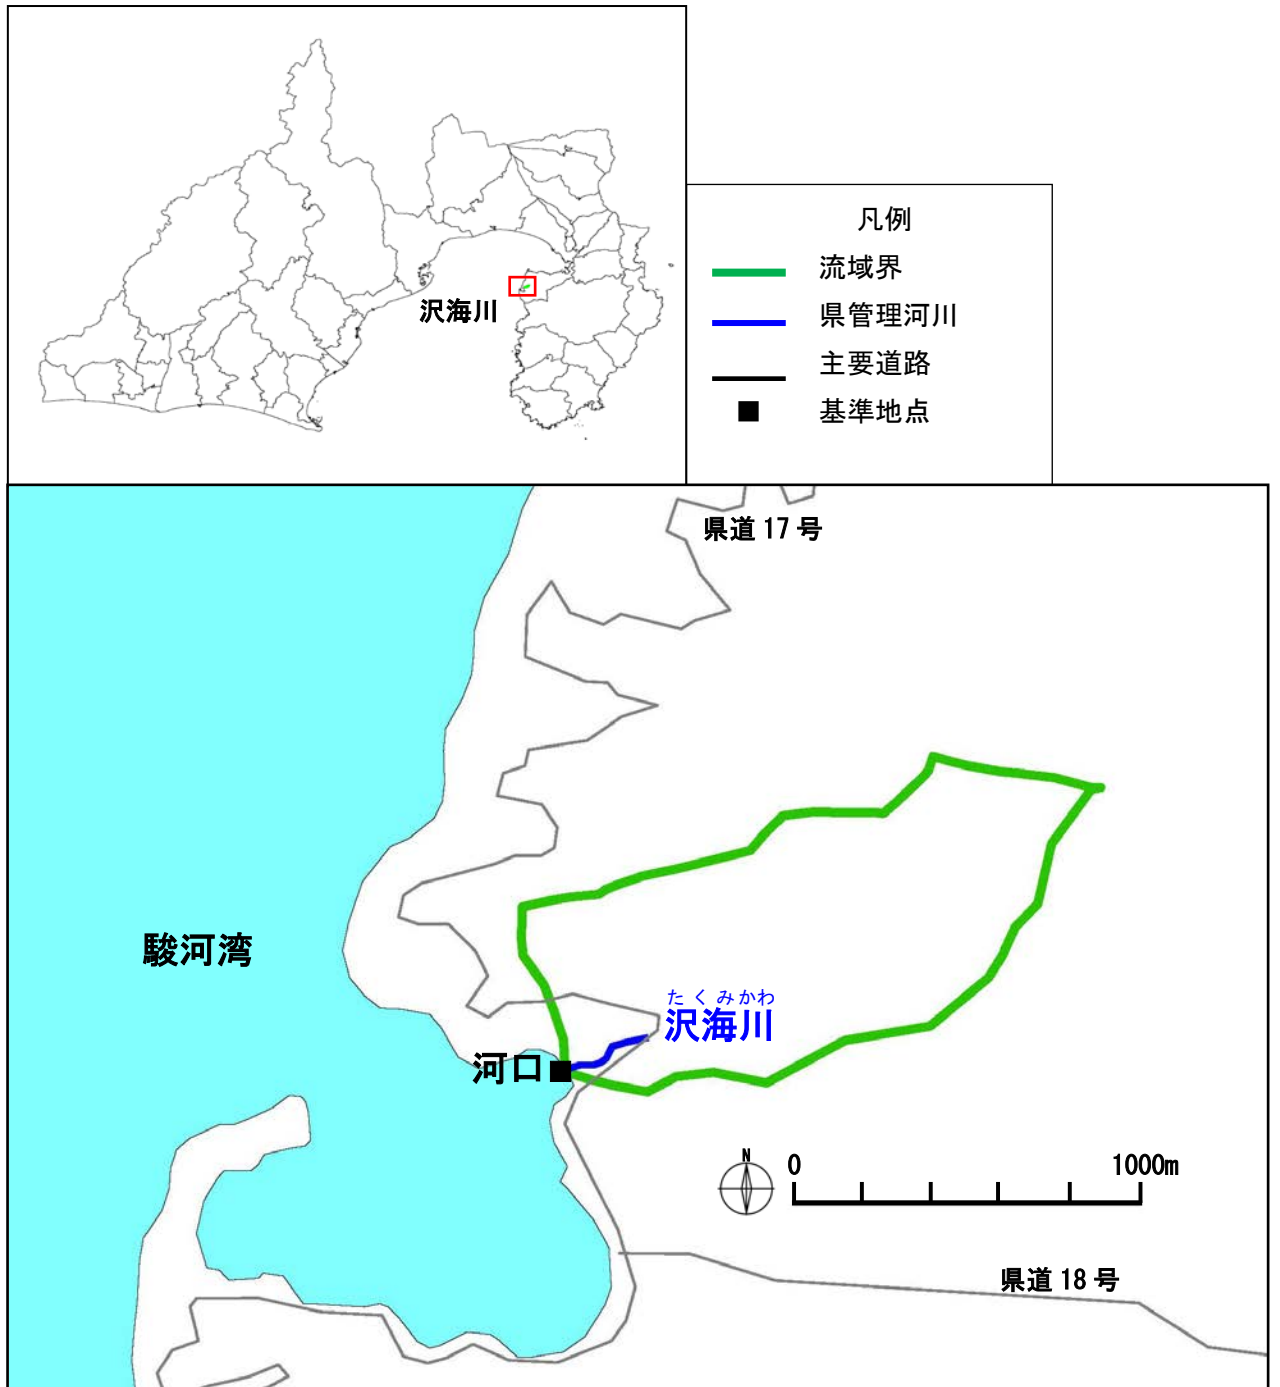 沢海川
凡例
流域界
県管理河川
主要道路
基準地点
県道 17 号
駿河湾
たくみかわ
沢海川
河口
N
0
1000m
県道 18 号